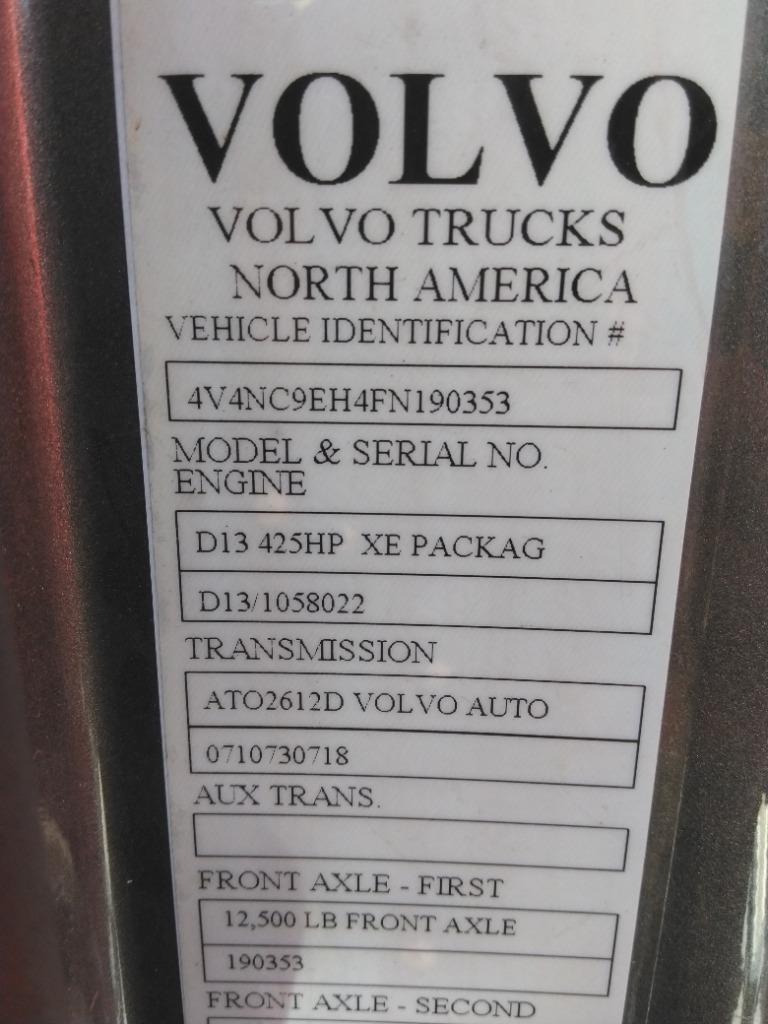 VOLVO
VOLVO TRUCKS
NORTH AMERICA
VEHICLE IDENTIFICATION #
4V4NC9EH4FN190353
MODEL & SERIAL NO.
ENGINE
D13 425HP XE PACKAG
D13/1058022
TRANSMISSION
ATO2612D VOLVO AUTO
0710730718
AUX TRANS.
FRONT AXLE - FIRST
12,500 LB FRONT AXLE
190353
FRONT AXLE - SECOND